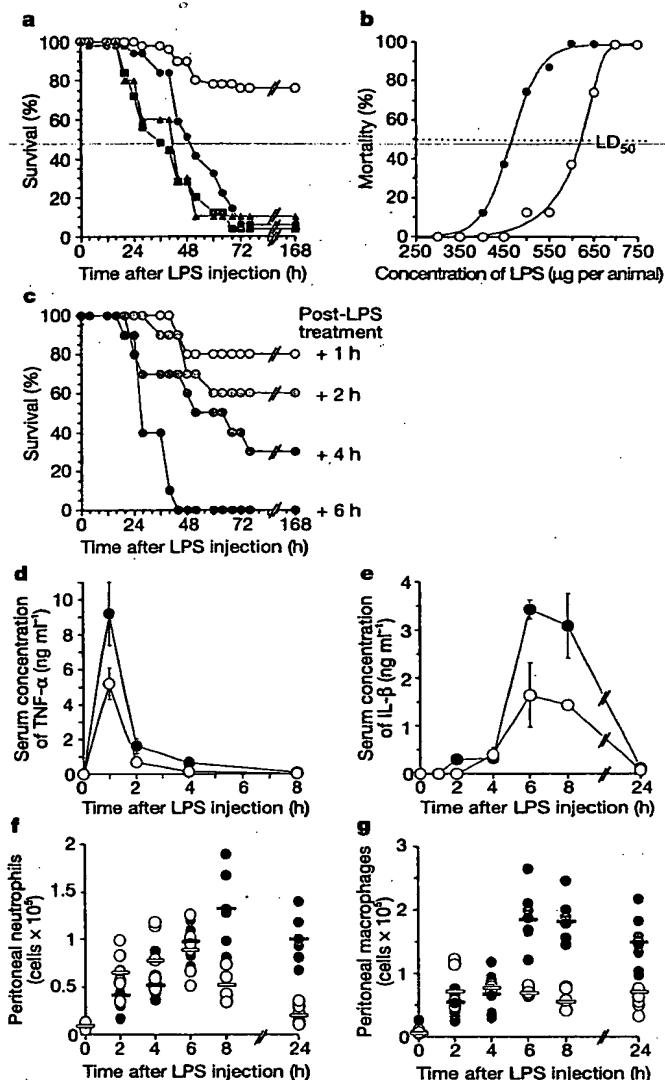 a
Survival (%)
100
80
60
40
20
0
0 24 48 72 168
Time after LPS injection (h)
b
Mortality (%)
100
80
60
40
20
0
LD50
250 350 450 550 650 750
Concentration of LPS (µg per animal)
c
Survival (%)
100
80
60
40
20
0
0 24 48 72 168
Time after LPS injection (h)
Post-LPS
treatment
+ 1 h
+ 2 h
+ 4 h
+ 6 h
d
Serum concentration
of TNF-α (ng ml⁻¹)
10
8
6
4
2
0
0 2 4 6 8
Time after LPS injection (h)
e
Serum concentration
of IL-β (ng ml⁻¹)
4
3
2
1
0
0 2 4 6 8 24
Time after LPS injection (h)
f
Peritoneal neutrophils
(cells × 10⁵)
2
1.5
1
0.5
0
0 2 4 6 8 24
Time after LPS injection (h)
g
Peritoneal macrophages
(cells × 10⁵)
3
2
1
0
0 2 4 6 8 24
Time after LPS injection (h)